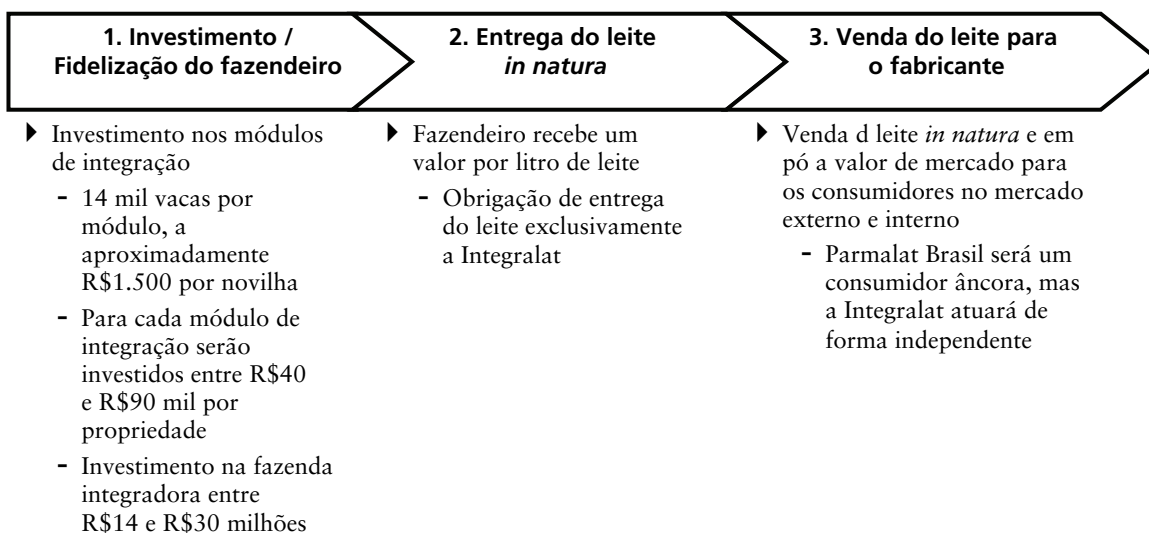 1. Investimento /
Fidelização do fazendeiro
2. Entrega do leite
in natura
3. Venda do leite para
o fabricante
Investimento nos módulos
de integração
- 14 mil vacas por
módulo, a
aproximadamente
R$1.500 por novilha
- Para cada módulo de
integração serão
investidos entre R$40
e R$90 mil por
propriedade
- Investimento na fazenda
integradora entre
R$14 e R$30 milhões
Fazendeiro recebe um
valor por litro de leite
- Obrigação de entrega
do leite exclusivamente
a Integralat
Venda d leite in natura e em
pó a valor de mercado para
os consumidores no mercado
externo e interno
- Parmalat Brasil será um
consumidor âncora, mas
a Integralat atuará de
forma independente